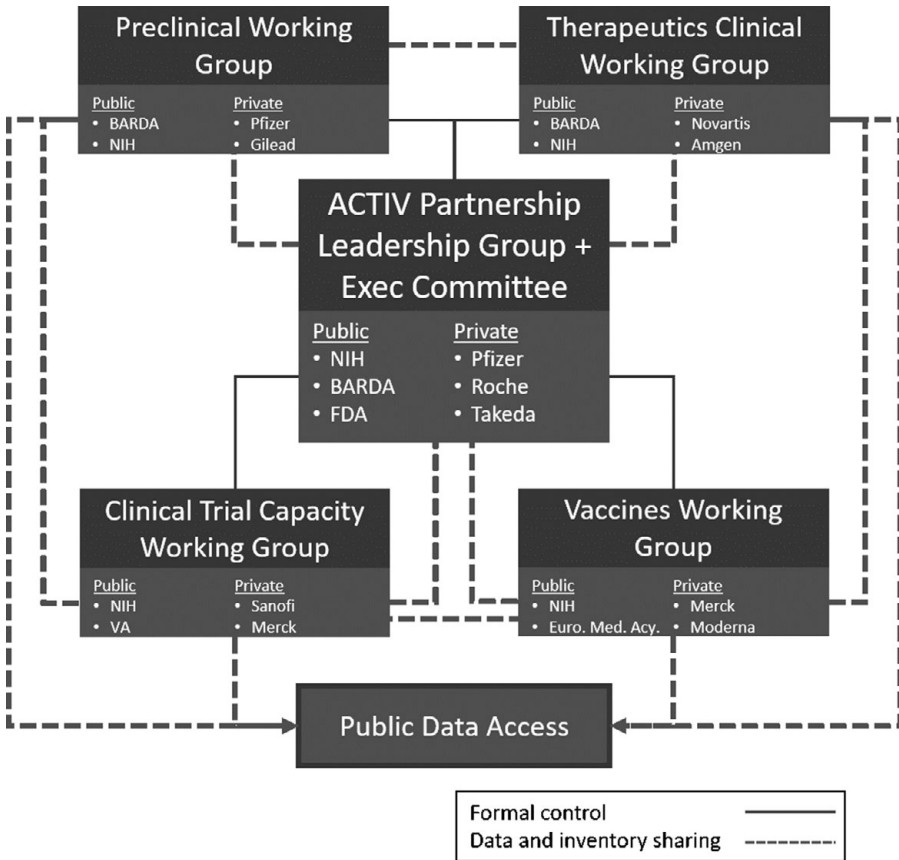 Preclinical Working
Group
Public
• BARDA
• NIH
Private
• Pfizer
• Gilead
Therapeutics Clinical
Working Group
Public
• BARDA
• NIH
Private
• Novartis
• Amgen
ACTIV Partnership
Leadership Group +
Exec Committee
Public
• NIH
• BARDA
• FDA
Private
• Pfizer
• Roche
• Takeda
Clinical Trial Capacity
Working Group
Public
• NIH
• VA
Private
• Sanofi
• Merck
Vaccines Working
Group
Public
• NIH
• Euro. Med. Acy.
Private
• Merck
• Moderna
Public Data Access
Formal control
Data and inventory sharing